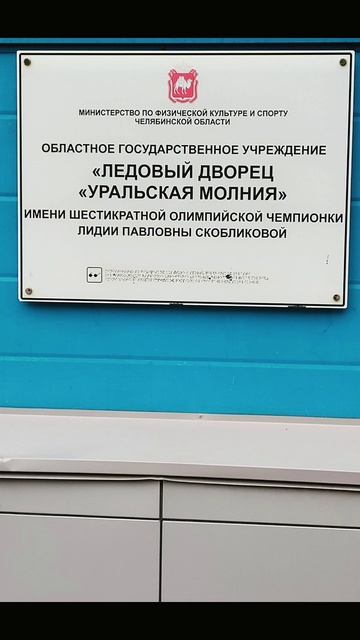 МИНИСТЕРСТВО ПО ФИЗИЧЕСКОЙ КУЛЬТУРЕ И СПОРТУ
ЧЕЛЯБИНСКОЙ ОБЛАСТИ
ОБЛАСТНОЕ ГОСУДАРСТВЕННОЕ УЧРЕЖДЕНИЕ
«ЛЕДОВЫЙ ДВОРЕЦ
«УРАЛЬСКАЯ МОЛНИЯ»
ИМЕНИ ШЕСТИКРАТНОЙ ОЛИМПИЙСКОЙ ЧЕМПИОНКИ
ЛИДИИ ПАВЛОВНЫ СКОБЛИКОВОЙ